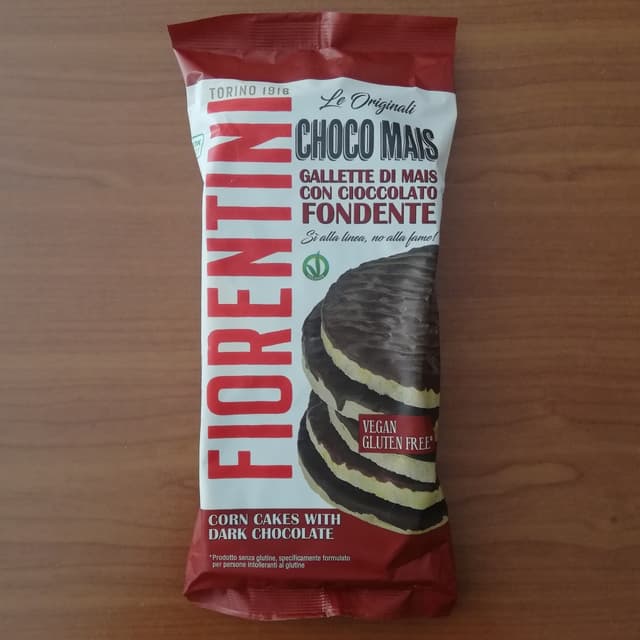 TORINO 1918
FIORENTINI
Le Originali
CHOCO MAIS
GALLETTE DI MAIS
CON CIOCCOLATO
FONDENTE
Sì alla linea, no alla fame!
VEGAN
GLUTEN FREE*
CORN CAKES WITH
DARK CHOCOLATE
*Prodotto senza glutine, specificamente formulato
per persone intolleranti al glutine